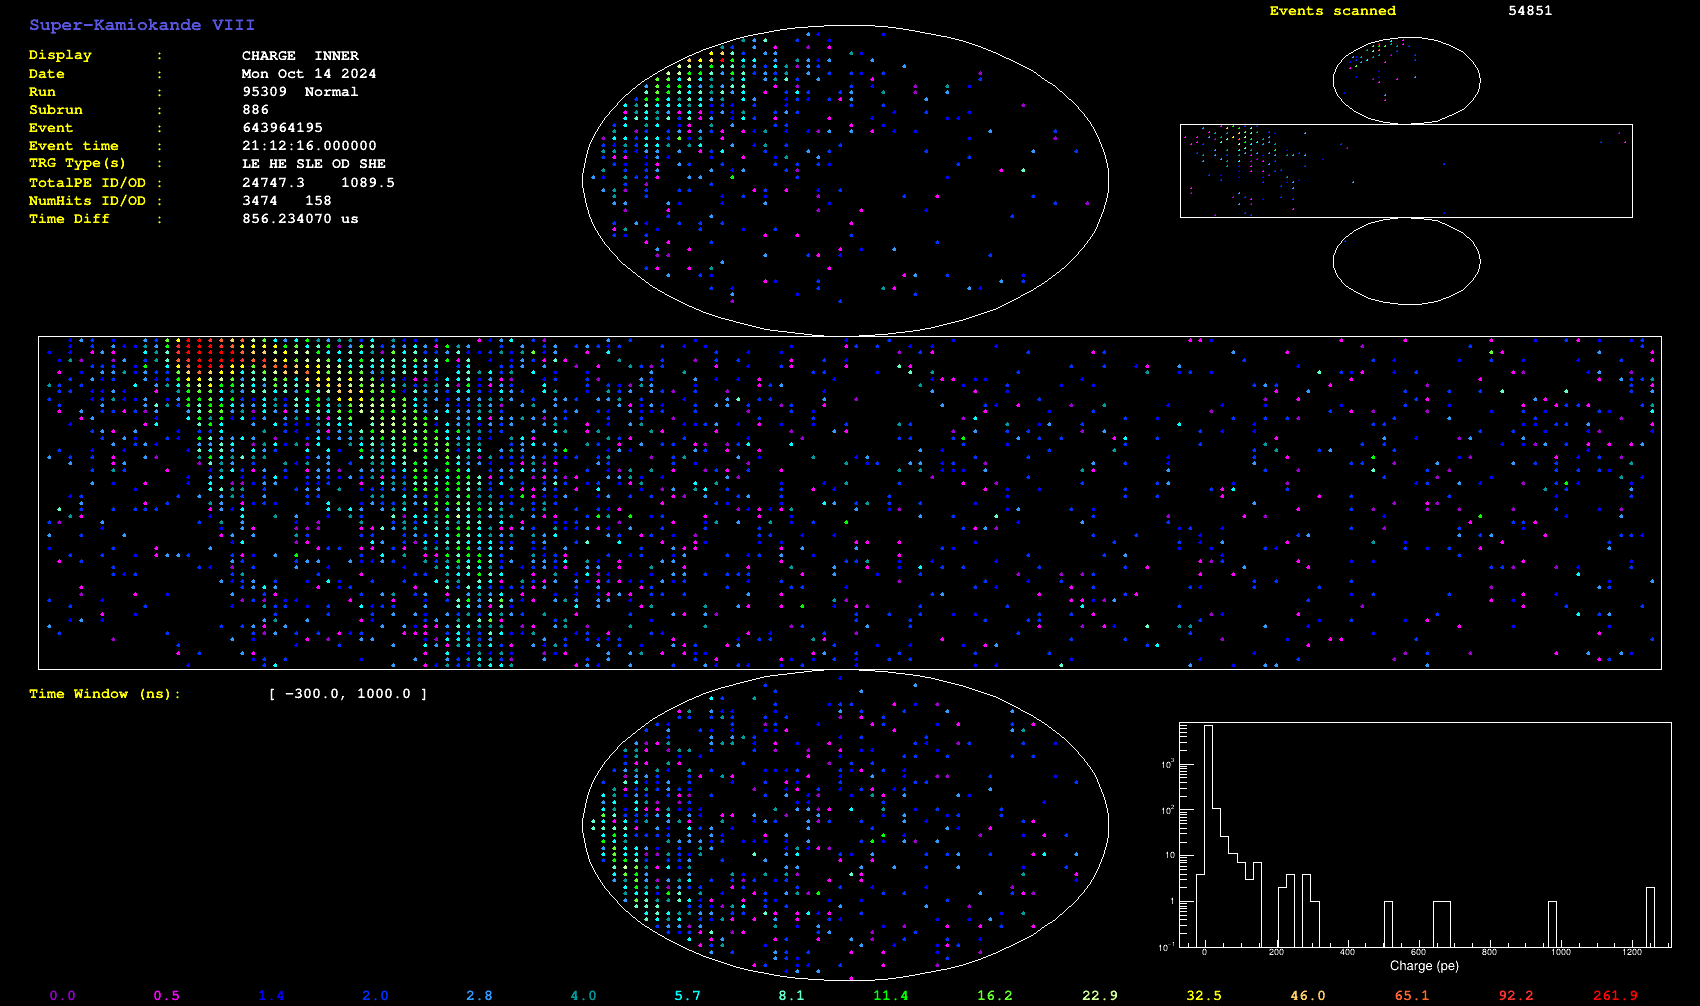 Super-Kamiokande VIII
Events scanned 54851
Display : CHARGE INNER
Date : Mon Oct 14 2024
Run : 95309 Normal
Subrun : 886
Event : 643964195
Event time : 21:12:16.000000
TRG Type(s) : LE HE SLE OD SHE
TotalPE ID/OD : 24747.3 1089.5
NumHits ID/OD : 3474 158
Time Diff : 856.234070 us
Time Window (ns): [ -300.0, 1000.0 ]
10^3
10^2
10
1
10^-1
0 200 400 600 800 1000 1200
Charge (pe)
0.0 0.5 1.4 2.0 2.8 4.0 5.7 8.1 11.4 16.2 22.9 32.5 46.0 65.1 92.2 261.9